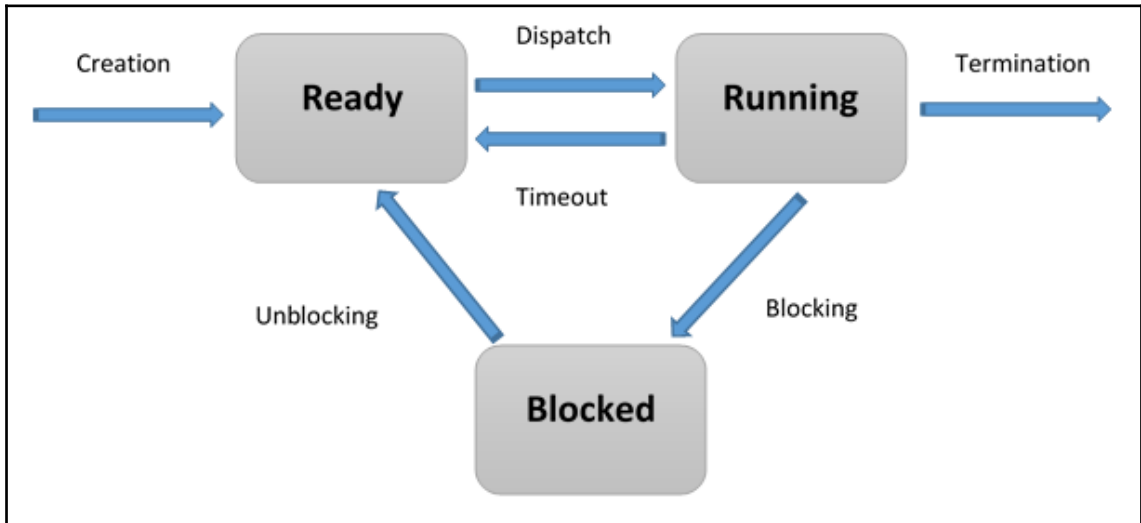 Creation
Ready
Dispatch
Running
Termination
Timeout
Unblocking
Blocking
Blocked